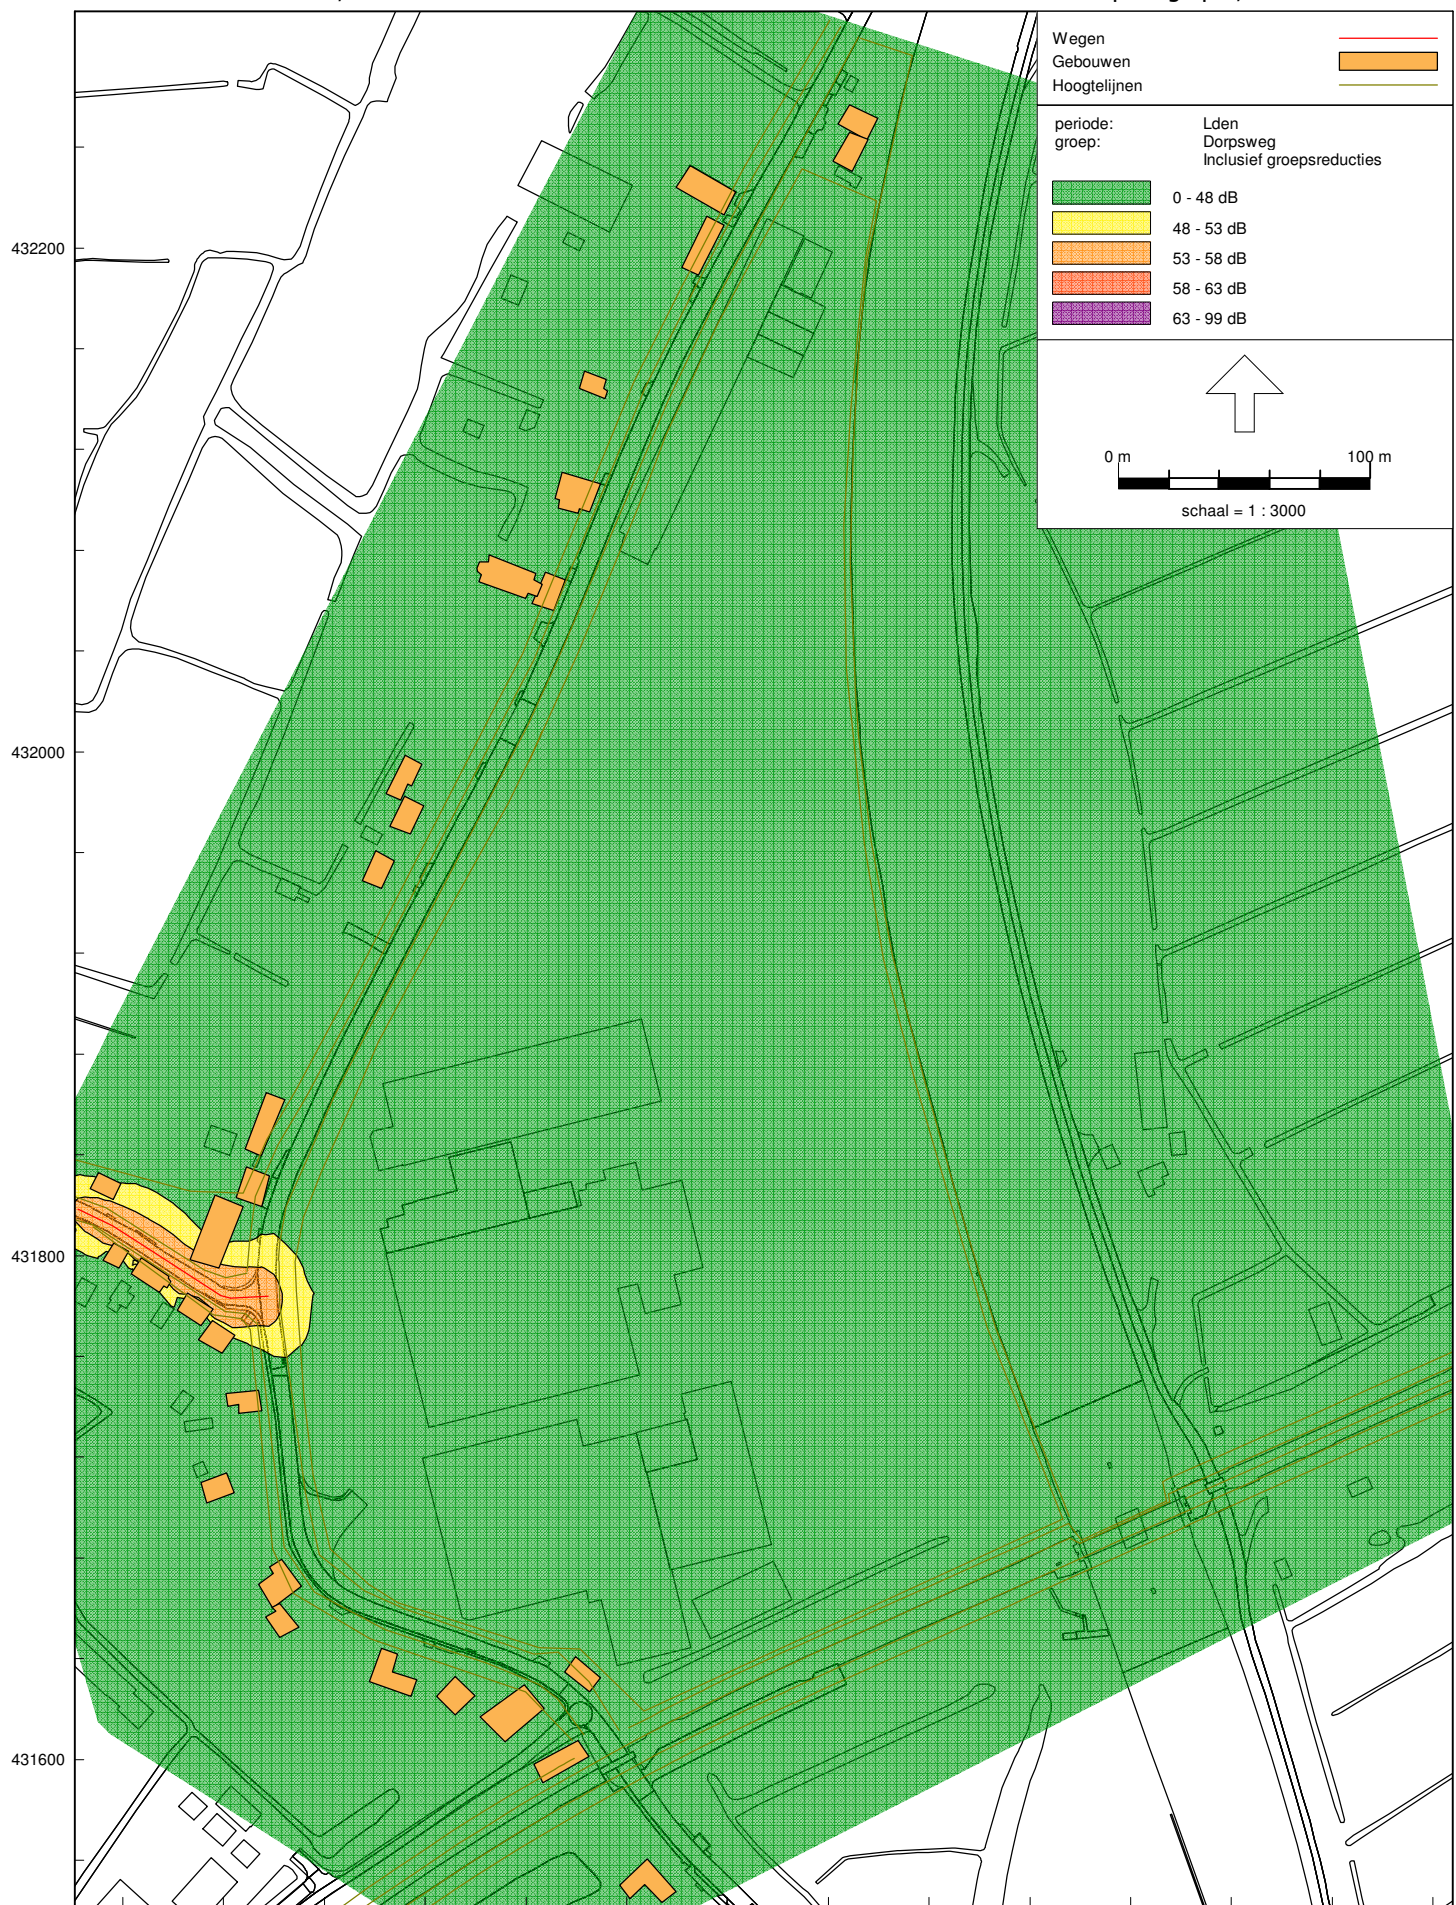 Wegen
Gebouwen
Hoogtelijnen
periode: Lden
groep: Dorpsweg
Inclusief groepsreducties
0 - 48 dB
48 - 53 dB
53 - 58 dB
58 - 63 dB
63 - 99 dB
0 m 100 m
schaal = 1 : 3000
432200
432000
431800
431600